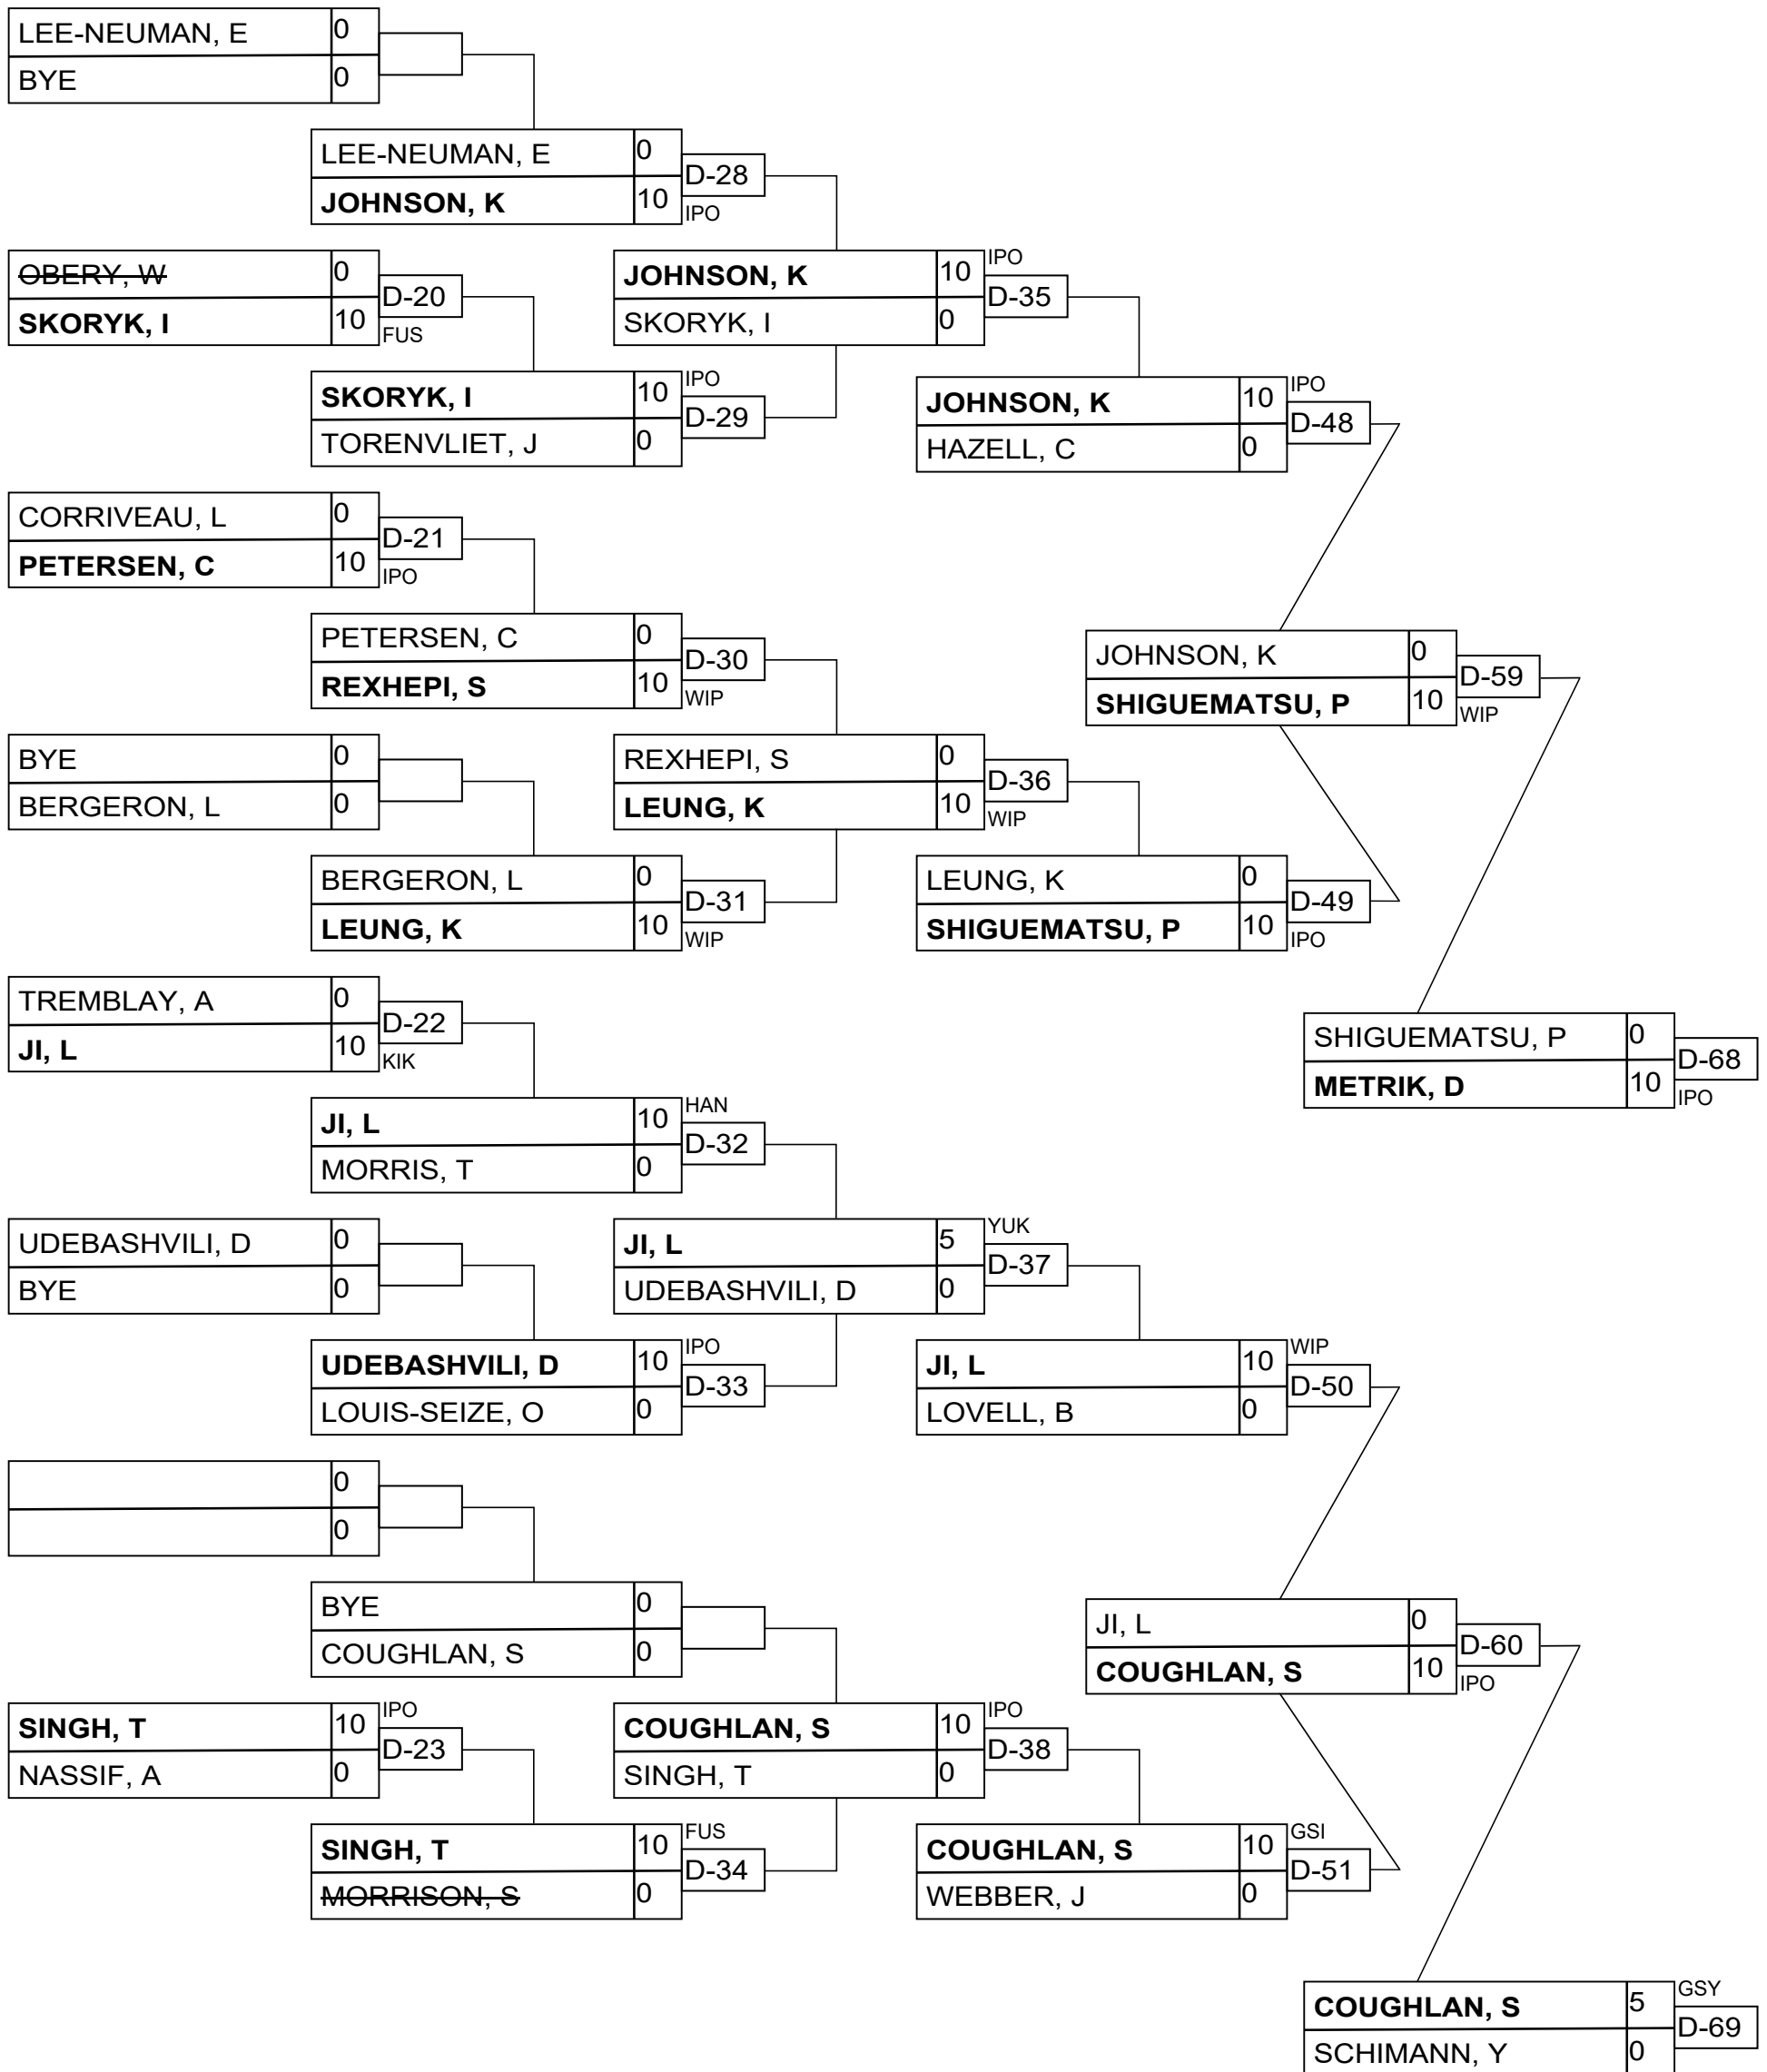 LEE-NEUMAN, E 0
BYE 0
LEE-NEUMAN, E 0
D-28
JOHNSON, K 10
IPO
OBERY, W 0
D-20
SKORYK, I 10
FUS
JOHNSON, K 10
IPO
D-35
SKORYK, I 0
SKORYK, I 10
IPO
D-29
TORENVLIET, J 0
JOHNSON, K 10
IPO
D-48
HAZELL, C 0
CORRIVEAU, L 0
D-21
PETERSEN, C 10
IPO
PETERSEN, C 0
D-30
REXHEPI, S 10
WIP
JOHNSON, K 0
D-59
SHIGUEMATSU, P 10
WIP
BYE 0
BERGERON, L 0
REXHEPI, S 0
D-36
LEUNG, K 10
WIP
BERGERON, L 0
D-31
LEUNG, K 10
WIP
LEUNG, K 0
D-49
SHIGUEMATSU, P 10
IPO
TREMBLAY, A 0
D-22
JI, L 10
KIK
SHIGUEMATSU, P 0
D-68
METRIK, D 10
IPO
JI, L 10
HAN
D-32
MORRIS, T 0
UDEBASHVILI, D 0
BYE 0
JI, L 5
YUK
D-37
UDEBASHVILI, D 0
UDEBASHVILI, D 10
IPO
D-33
LOUIS-SEIZE, O 0
JI, L 10
WIP
D-50
LOVELL, B 0
0
0
BYE 0
COUGHLAN, S 0
JI, L 0
D-60
COUGHLAN, S 10
IPO
SINGH, T 10
IPO
D-23
NASSIF, A 0
COUGHLAN, S 10
IPO
D-38
SINGH, T 0
SINGH, T 10
FUS
D-34
MORRISON, S 0
COUGHLAN, S 10
GSI
D-51
WEBBER, J 0
COUGHLAN, S 5
GSY
D-69
SCHIMANN, Y 0